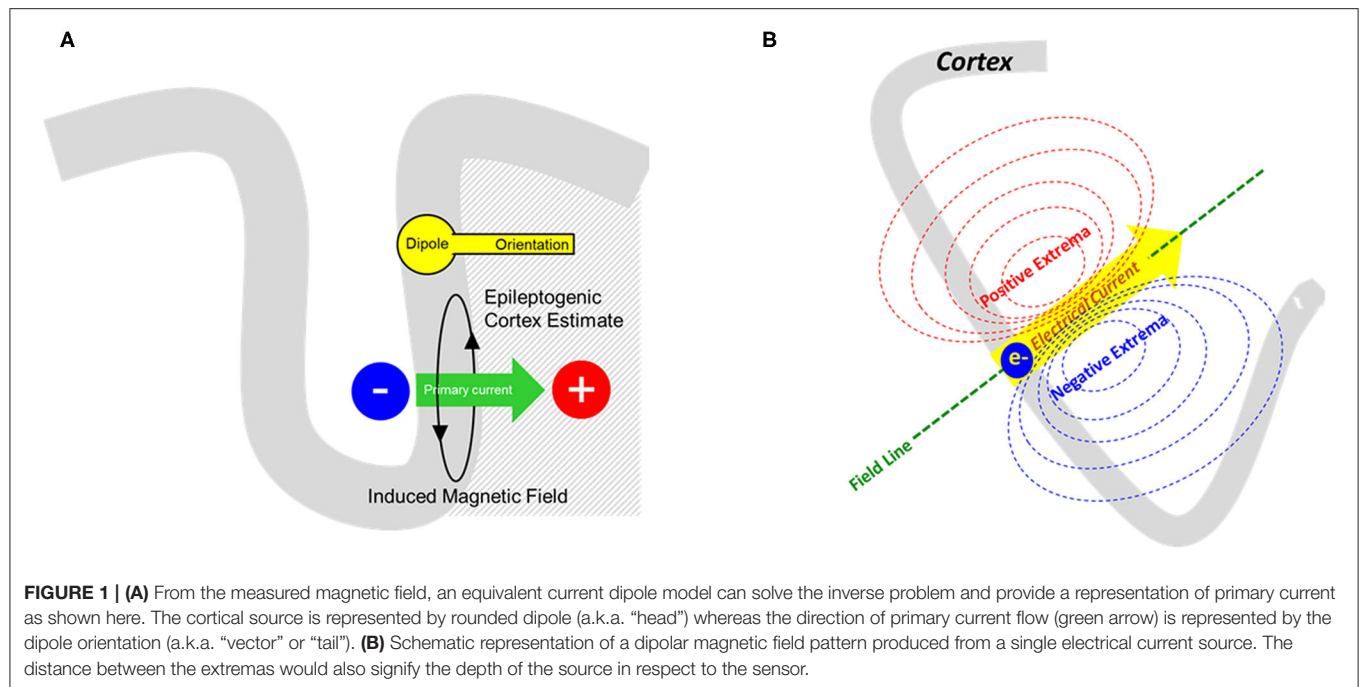 A
Dipole
Orientation
Epileptogenic
Cortex Estimate
-
Primary current
+
Induced Magnetic Field
B
Cortex
Positive Extrema
Electrical Current
e-
Negative Extrema
Field Line
FIGURE 1 | (A) From the measured magnetic field, an equivalent current dipole model can solve the inverse problem and provide a representation of primary current
as shown here. The cortical source is represented by rounded dipole (a.k.a. “head”) whereas the direction of primary current flow (green arrow) is represented by the
dipole orientation (a.k.a. “vector” or “tail”). (B) Schematic representation of a dipolar magnetic field pattern produced from a single electrical current source. The
distance between the extremas would also signify the depth of the source in respect to the sensor.